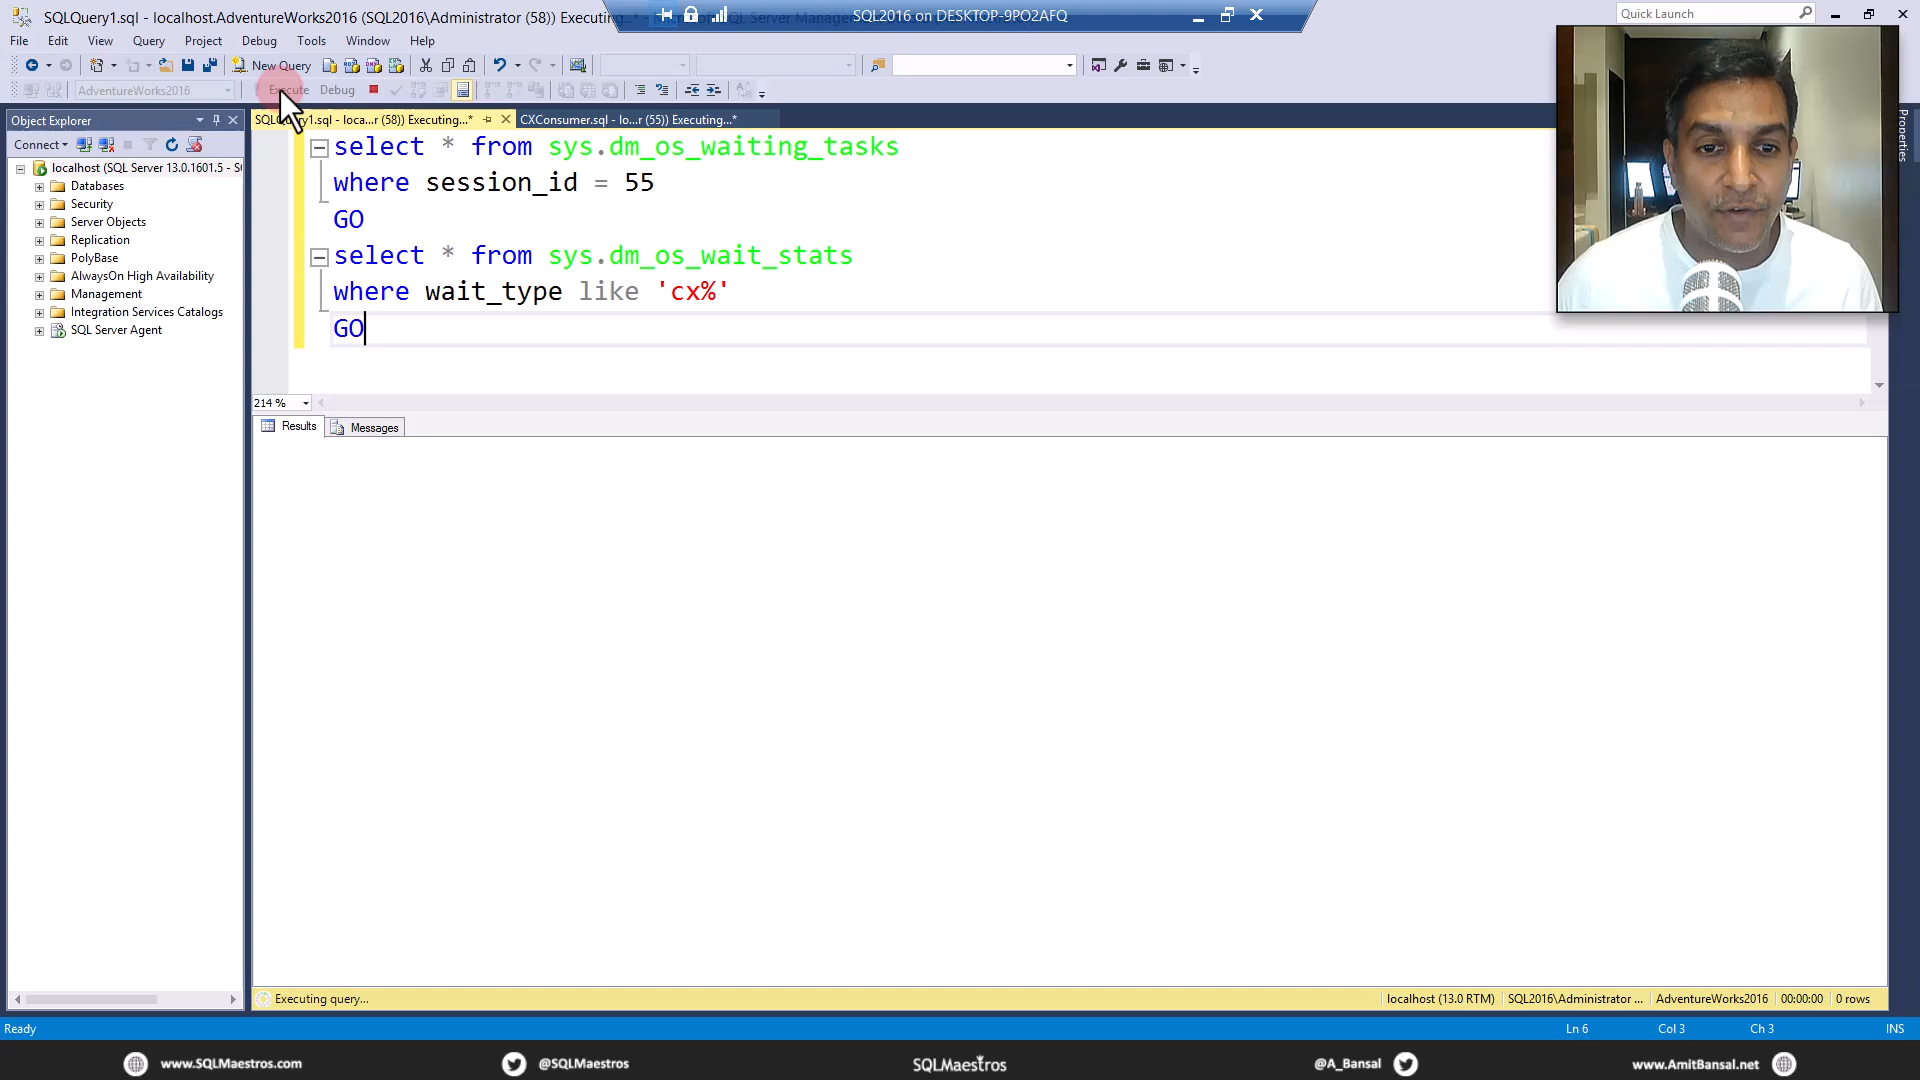 SQLQuery1.sql - localhost.AdventureWorks2016 (SQL2016\Administrator (58)) Executing...*
SQL2016 on DESKTOP-9PO2AFQ
Quick Launch
File Edit View Query Project Debug Tools Window Help
New Query
AdventureWorks2016
Execute Debug
Object Explorer
SQLQuery1.sql - loca...r (58)) Executing...*
CXConsumer.sql - lo...r (55)) Executing...*
Properties
Connect
localhost (SQL Server 13.0.1601.5 - S
Databases
Security
Server Objects
Replication
PolyBase
AlwaysOn High Availability
Management
Integration Services Catalogs
SQL Server Agent
select * from sys.dm_os_waiting_tasks
where session_id = 55
GO
select * from sys.dm_os_wait_stats
where wait_type like 'cx%'
GO
214 %
Results
Messages
Executing query...
localhost (13.0 RTM)
SQL2016\Administrator ...
AdventureWorks2016
00:00:00
0 rows
Ready
Ln 6
Col 3
Ch 3
INS
www.SQLMaestros.com
@SQLMaestros
SQLMaestros
@A_Bansal
www.AmitBansal.net